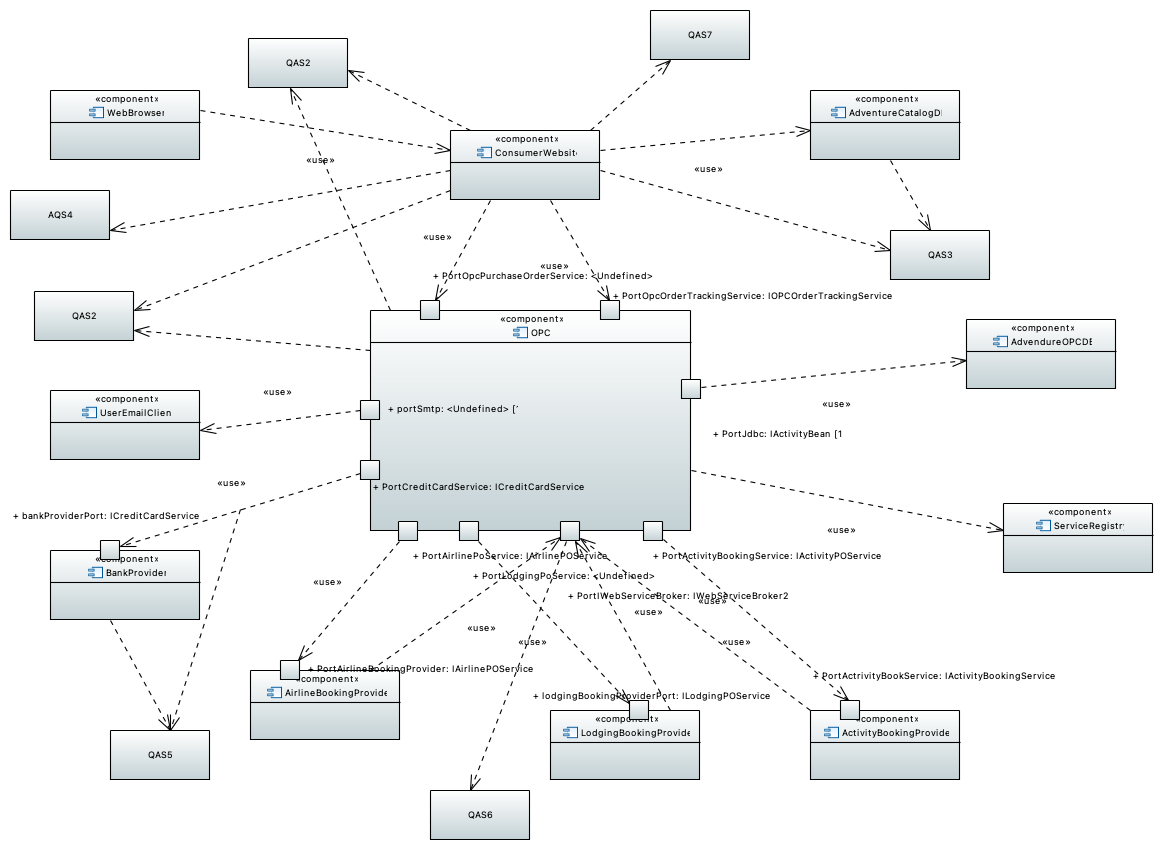 QAS7
QAS2
«component»
WebBrowser
«component»
AdventureCatalogD
«component»
ConsumerWebsit
«use»
«use»
AQS4
QAS3
«use»
«use»
+ PortOpcPurchaseOrderService: <Undefined>
+ PortOpcOrderTrackingService: IOPCOrderTrackingService
QAS2
«component»
OPC
«component»
AdvendureOPCDB
«use»
«component»
UserEmailClien
+ portSmtp: <Undefined> [
«use»
+ PortJdbc: IActivityBean [1
«use»
+ PortCreditCardService: ICreditCardService
+ bankProviderPort: ICreditCardService
«component»
ServiceRegistr
«use»
«component»
BankProvider
+ PortAirlinePoService: IAirlinePOService
+ PortActivityBookingService: IActivityPOService
«use»
+ PortLodgingPoService: <Undefined>
+ PortIWebServiceBroker: IWebServiceBroker2
«use»
«use»
«use»
«use»
«use»
+ PortAirlineBookingProvider: IAirlinePOService
«component»
AirlineBookingProvide
+ PortActrivityBookService: IActivityBookingService
+ lodgingBookingProviderPort: ILodgingPOService
«component»
LodgingBookingProvide
«component»
ActivityBookingProvide
QAS5
QAS6